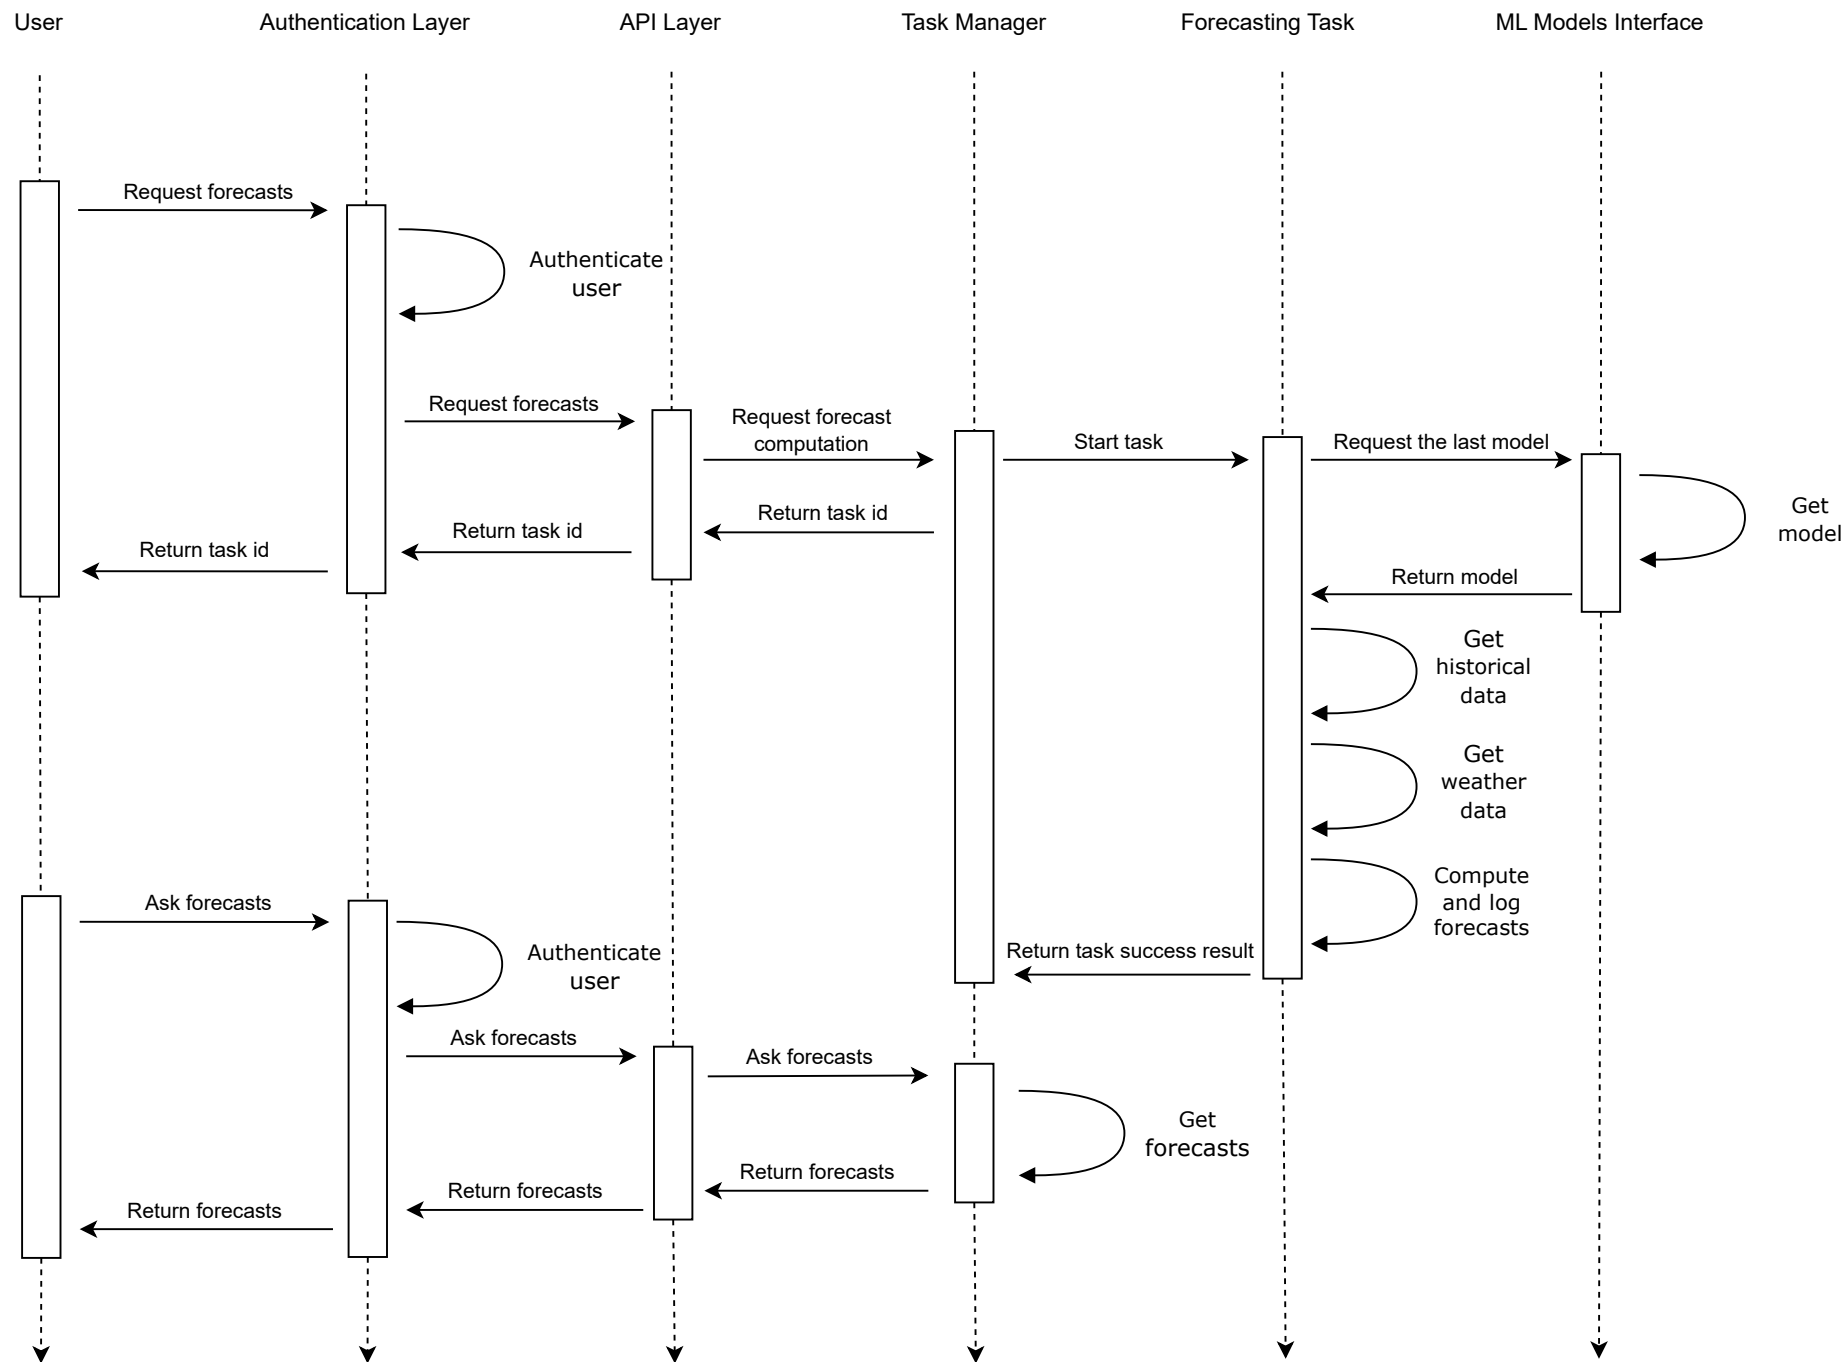 User
Authentication Layer
API Layer
Task Manager
Forecasting Task
ML Models Interface
Request forecasts
Authenticate
user
Request forecasts
Request forecast
computation
Start task
Request the last model
Get
model
Return task id
Return task id
Return task id
Return model
Get
historical
data
Get
weather
data
Compute
and log
forecasts
Return task success result
Ask forecasts
Authenticate
user
Ask forecasts
Ask forecasts
Get
forecasts
Return forecasts
Return forecasts
Return forecasts